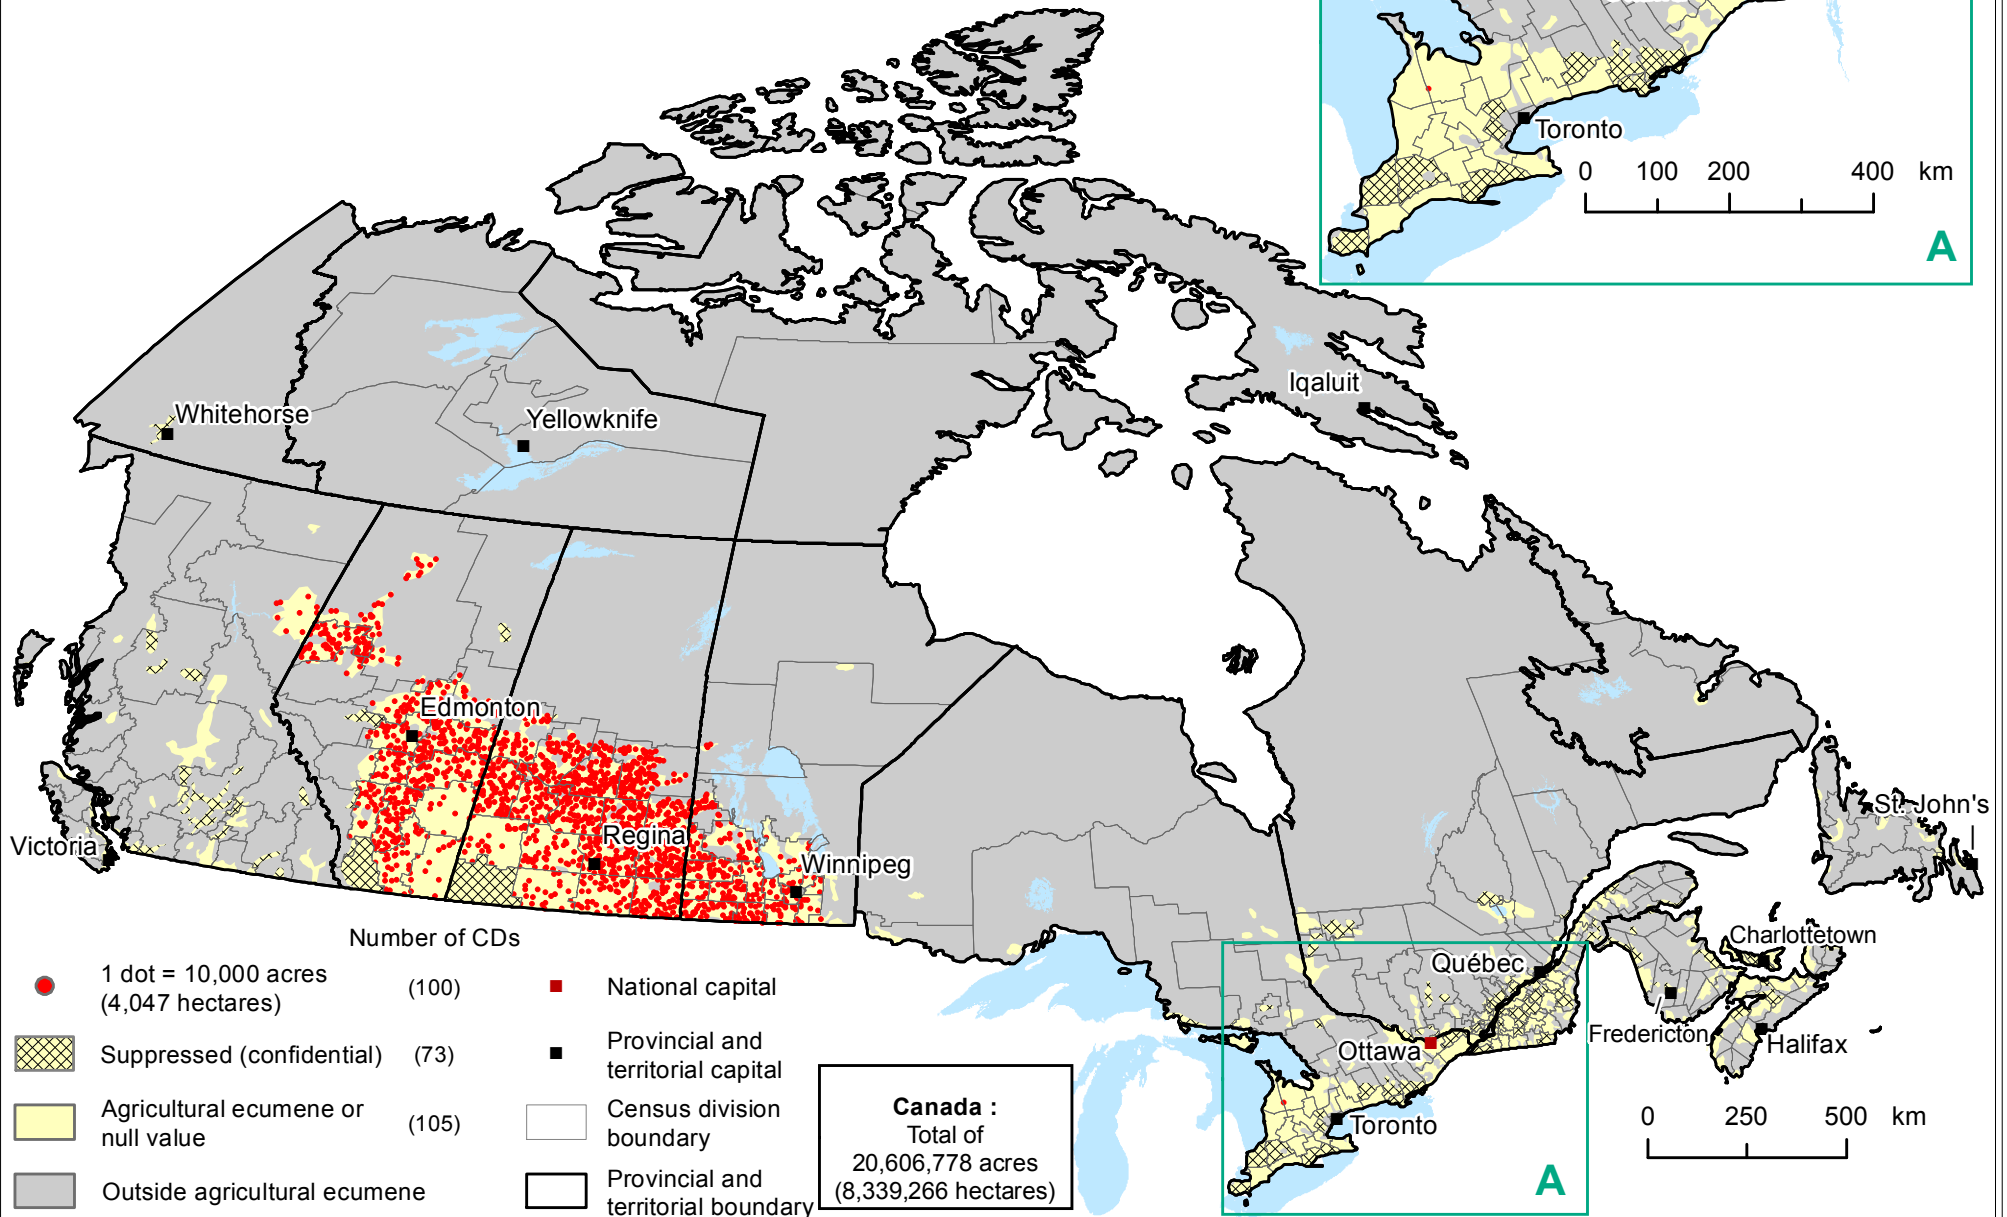 Toronto
0 100 200 400 km
A
Iqaluit
Whitehorse
Yellowknife
Edmonton
Regina
Victoria
Winnipeg
St. John's
Charlottetown
Québec
Fredericton
Halifax
Ottawa
Toronto
A
0 250 500 km
Number of CDs
1 dot = 10,000 acres
(4,047 hectares)
(100)
Suppressed (confidential)
(73)
Agricultural ecumene or
null value
(105)
Outside agricultural ecumene
National capital
Provincial and
territorial capital
Census division
boundary
Provincial and
territorial boundary
Canada :
Total of
20,606,778 acres
(8,339,266 hectares)